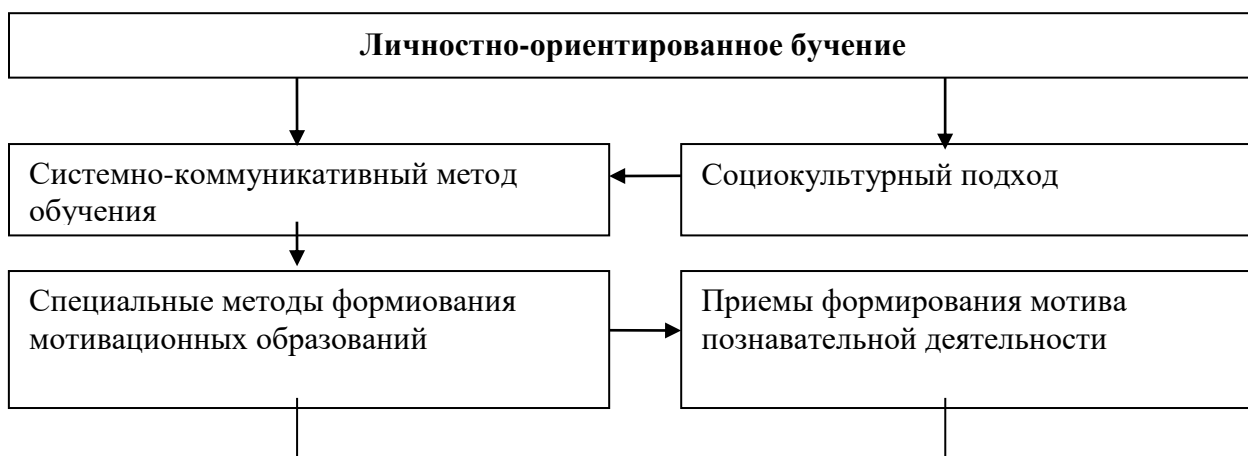 Личностно-ориентированное бучение
Системно-коммуникативный метод
обучения
Социокультурный подход
Специальные методы формиования
мотивационных образований
Приемы формирования мотива
познавательной деятельности